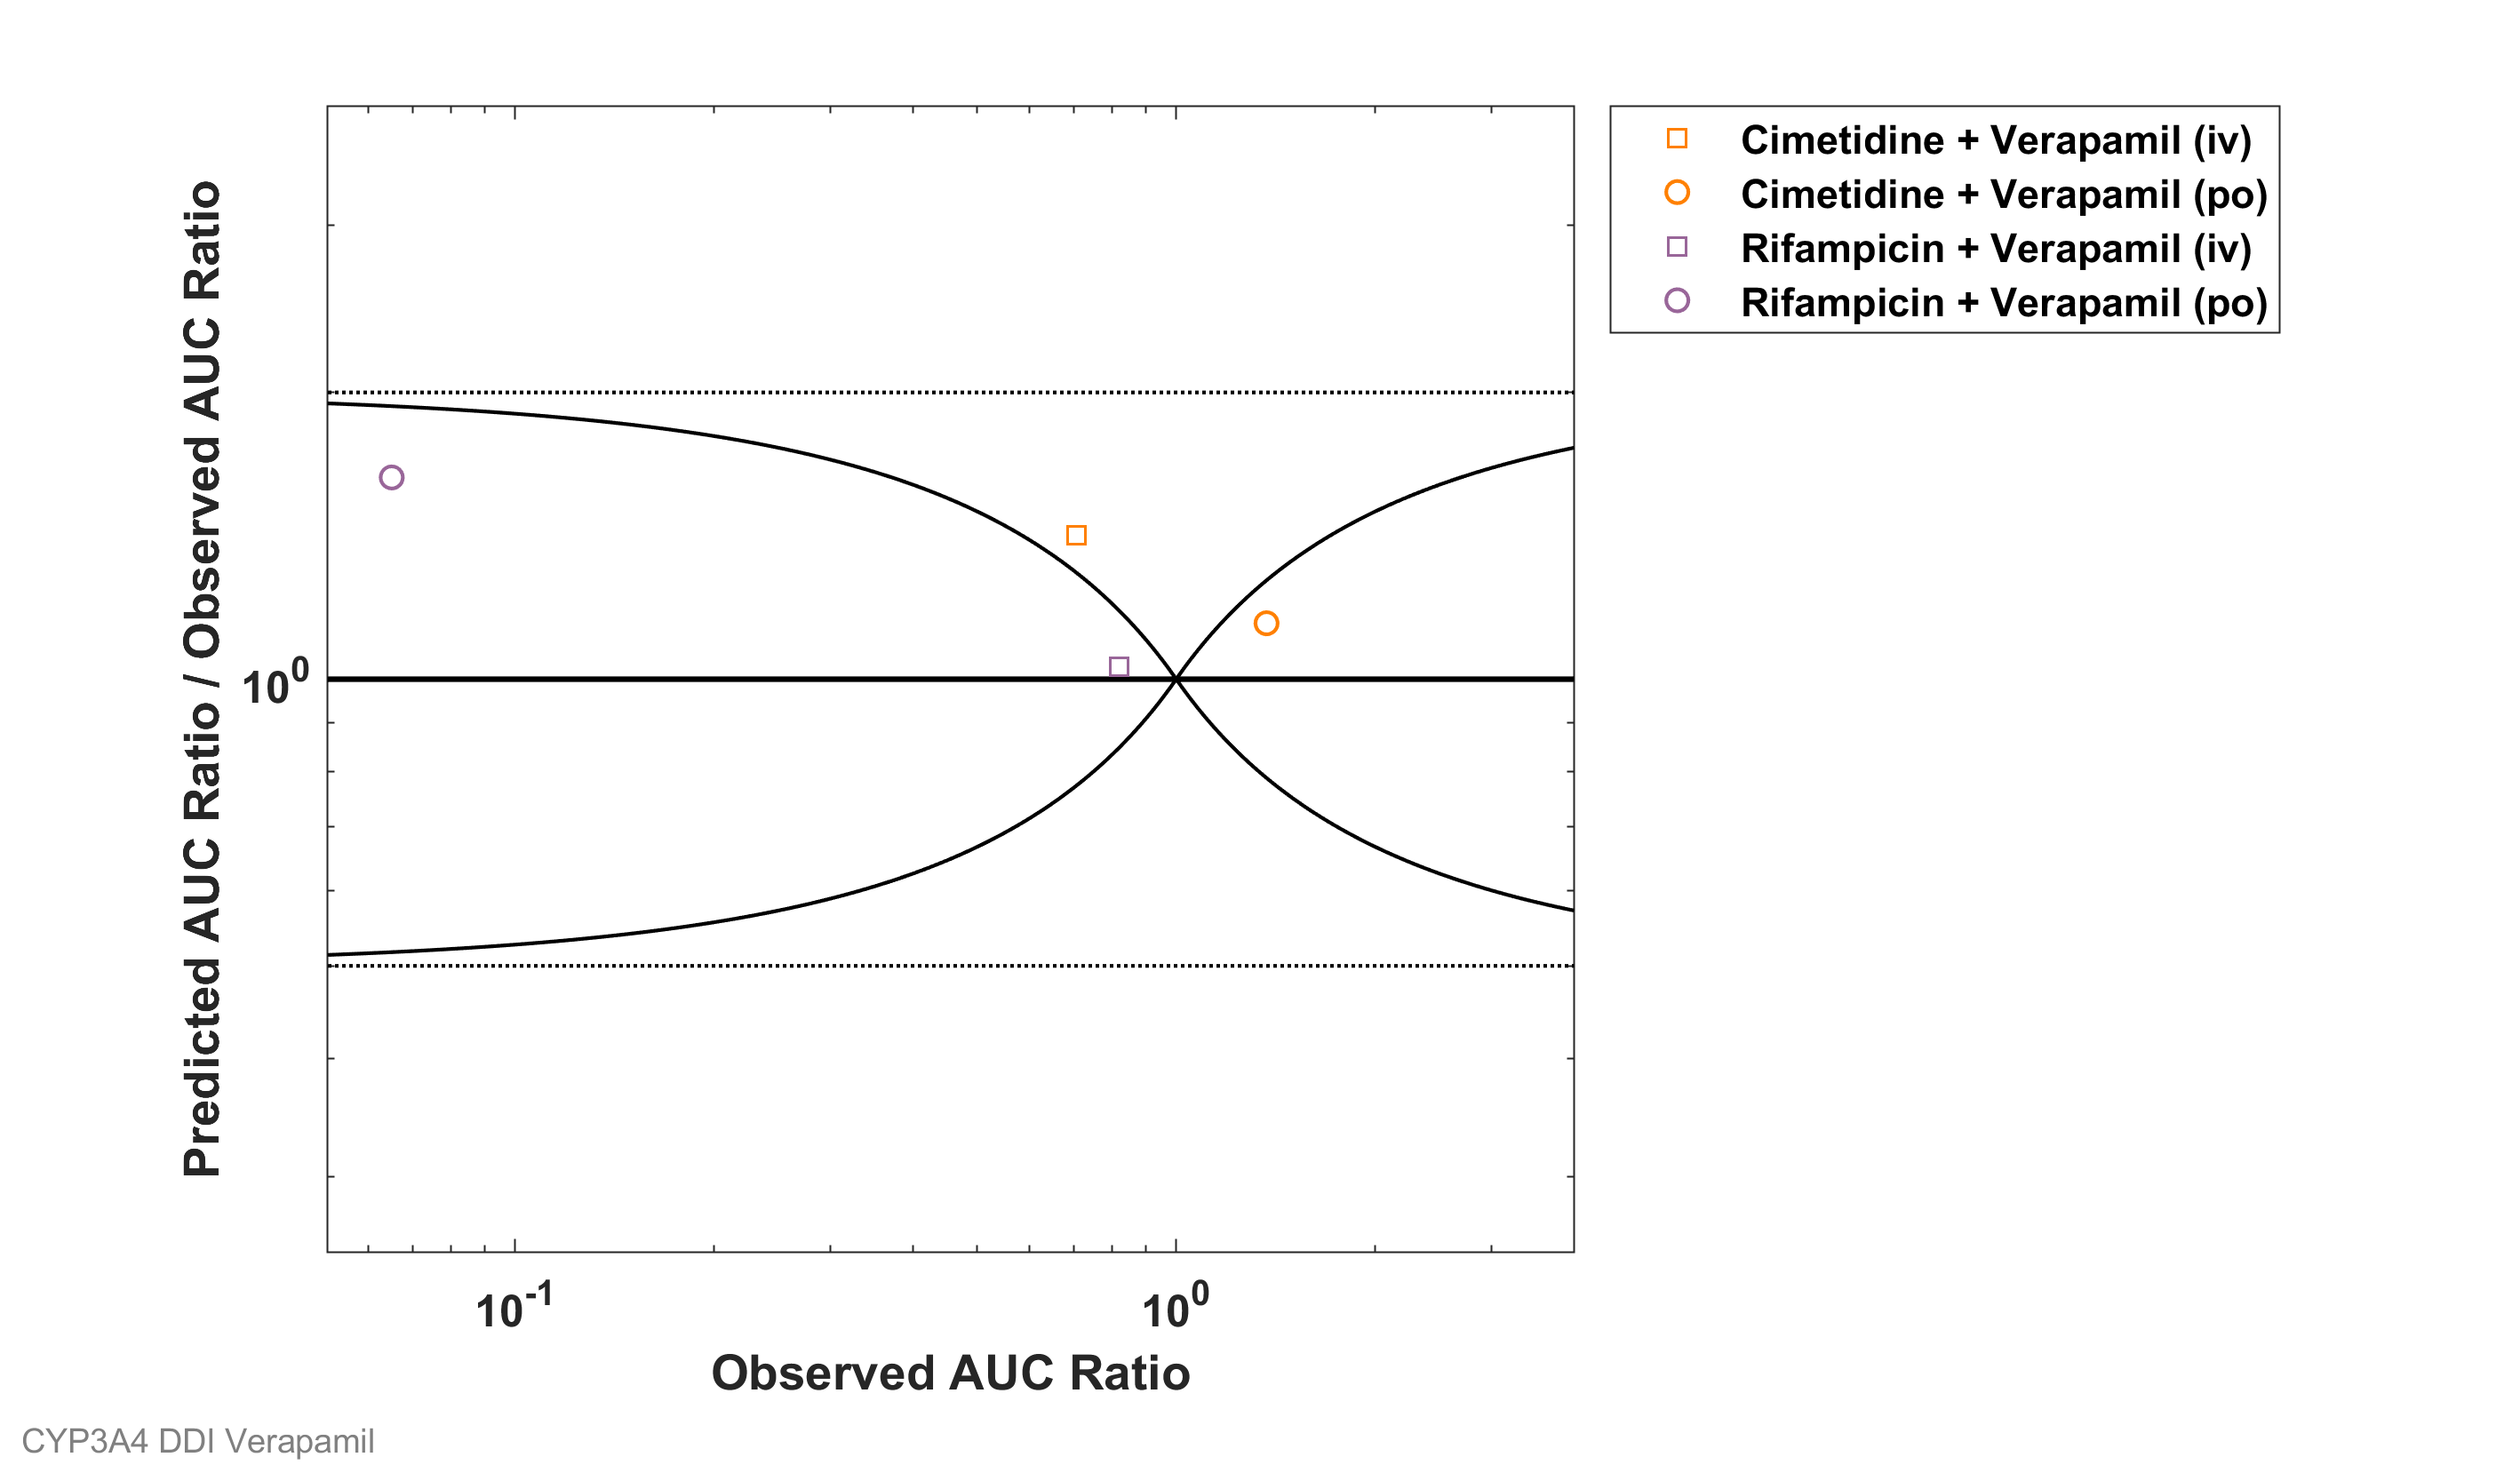 Cimetidine + Verapamil (iv)
Cimetidine + Verapamil (po)
Rifampicin + Verapamil (iv)
Rifampicin + Verapamil (po)
Predicted AUC Ratio / Observed AUC Ratio
10^0
10^-1
10^0
Observed AUC Ratio
CYP3A4 DDI Verapamil